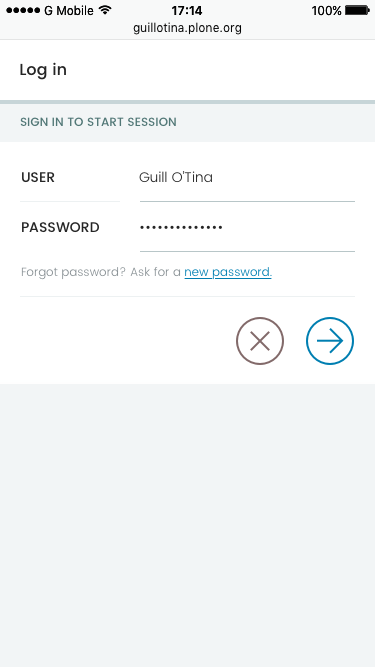 G Mobile 17:14 100%
guillotina.plone.org
Log in
SIGN IN TO START SESSION
USER Guill O'Tina
PASSWORD ••••••••••••••
Forgot password? Ask for a new password.